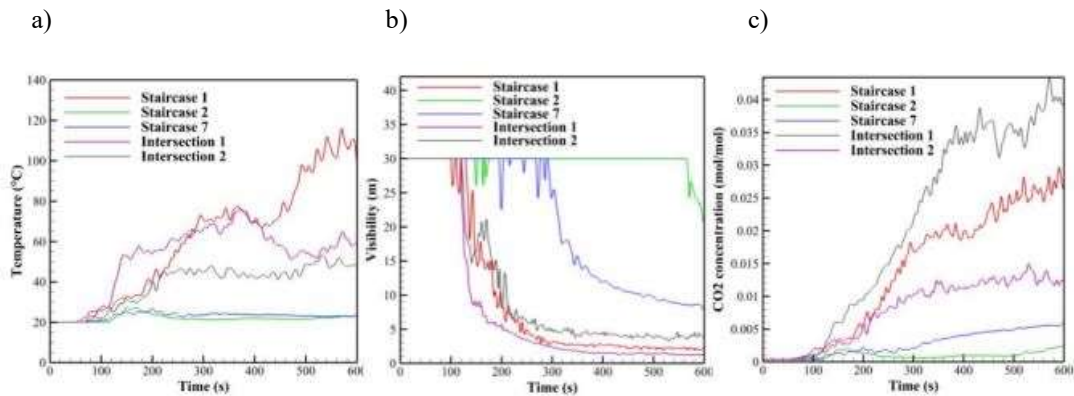 a)
b)
c)
140
120
100
80
60
40
20
0
Temperature (°C)
Staircase 1
Staircase 2
Staircase 7
Intersection 1
Intersection 2
0 100 200 300 400 500 600
Time (s)
40
35
30
25
20
15
10
5
0
Visibility (m)
Staircase 1
Staircase 2
Staircase 7
Intersection 1
Intersection 2
0 100 200 300 400 500 600
Time (s)
0.04
0.035
0.03
0.025
0.02
0.015
0.01
0.005
0
CO2 concentration (mol/mol)
Staircase 1
Staircase 2
Staircase 7
Intersection 1
Intersection 2
0 100 200 300 400 500 600
Time (s)